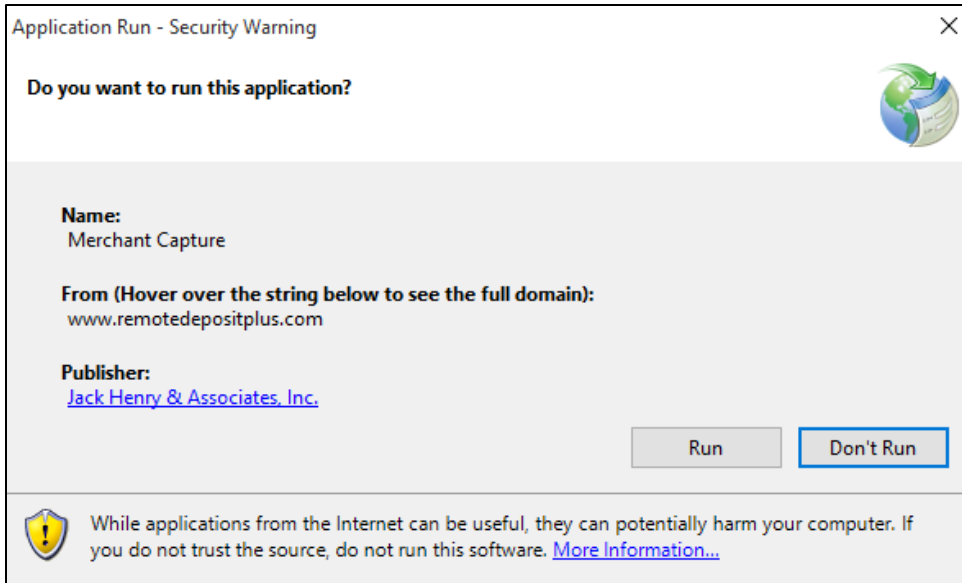 Application Run - Security Warning
Do you want to run this application?
Name:
Merchant Capture
From (Hover over the string below to see the full domain):
www.remotedepositplus.com
Publisher:
Jack Henry & Associates, Inc.
Run
Don't Run
While applications from the Internet can be useful, they can potentially harm your computer. If
you do not trust the source, do not run this software. More Information...